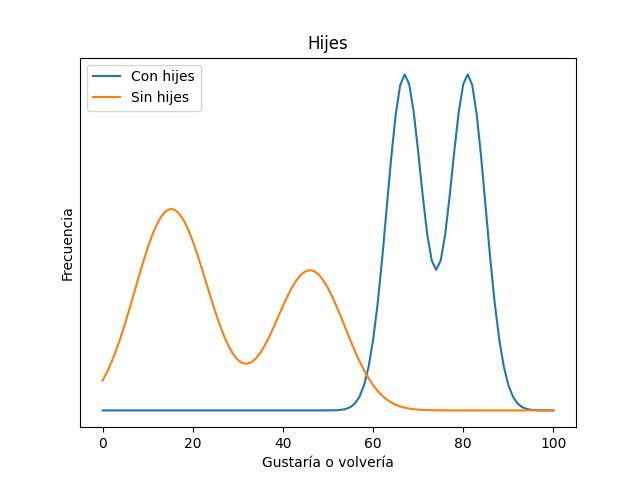 Hijes
Con hijes
Sin hijes
Frecuencia
0 20 40 60 80 100
Gustaría o volvería